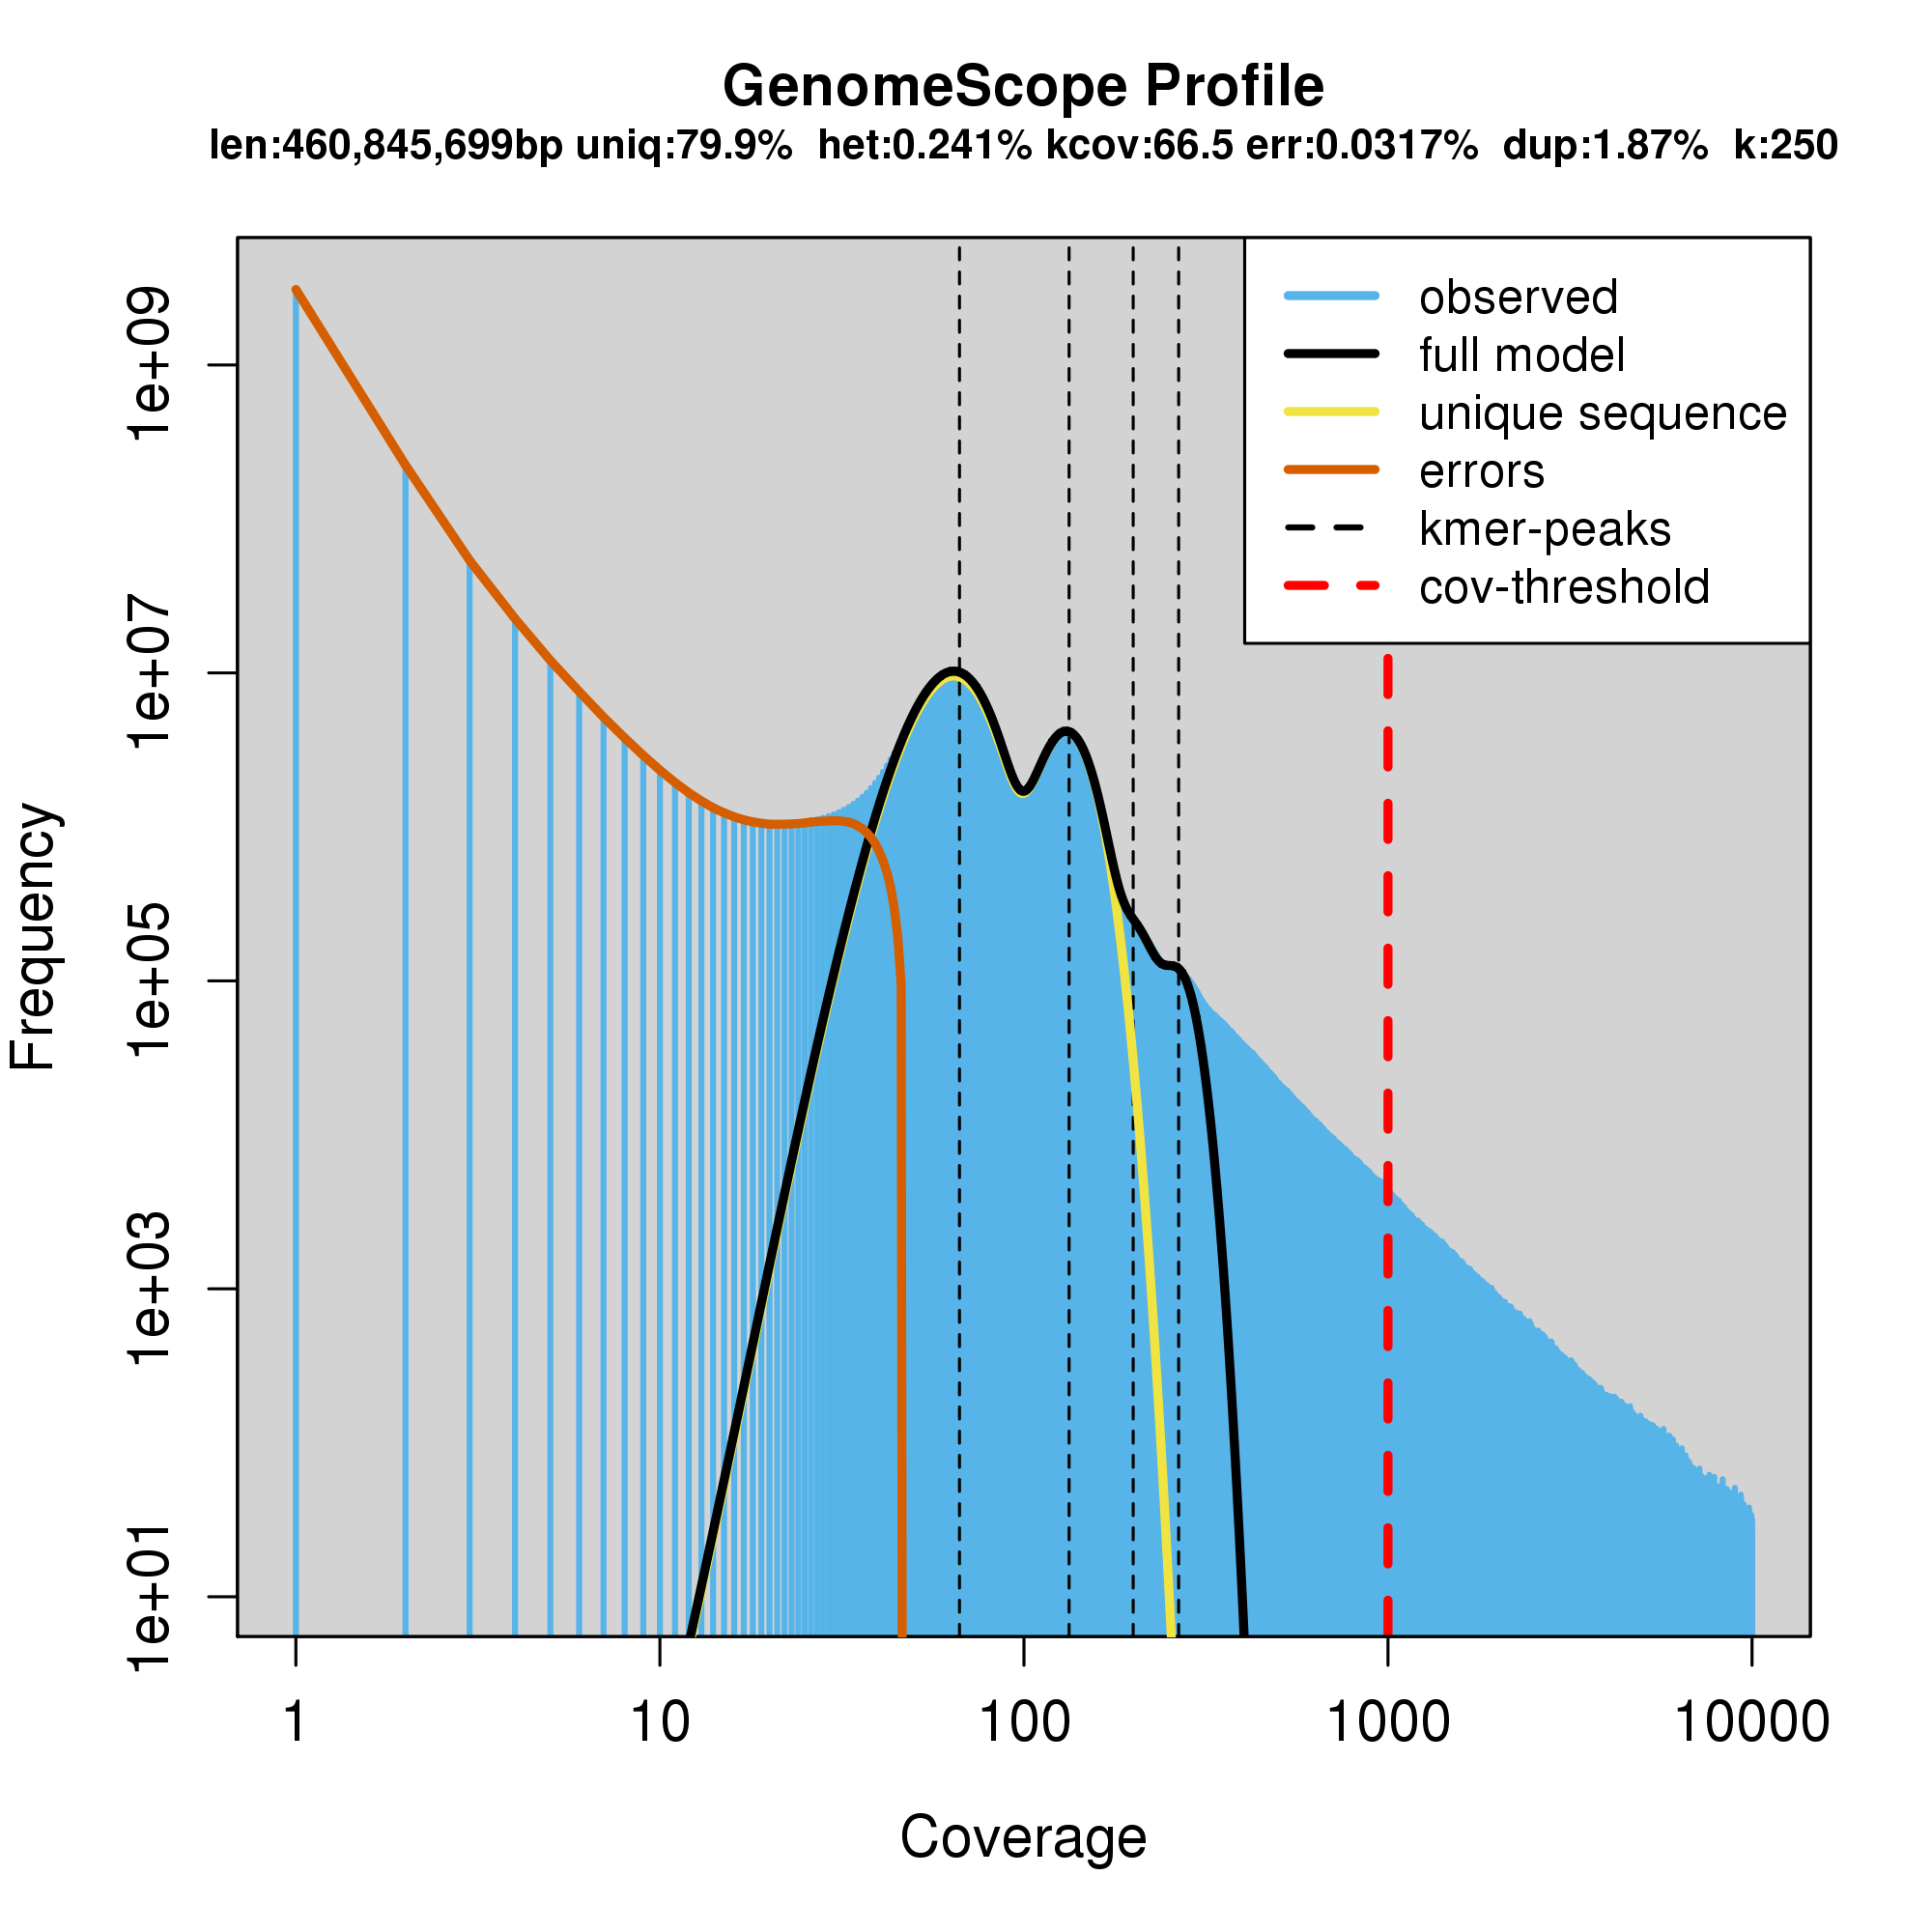 GenomeScope Profile
len:460,845,699bp uniq:79.9% het:0.241% kcov:66.5 err:0.0317% dup:1.87% k:250
observed
full model
unique sequence
errors
kmer-peaks
cov-threshold
Frequency
1e+09
1e+07
1e+05
1e+03
1e+01
1 10 100 1000 10000
Coverage